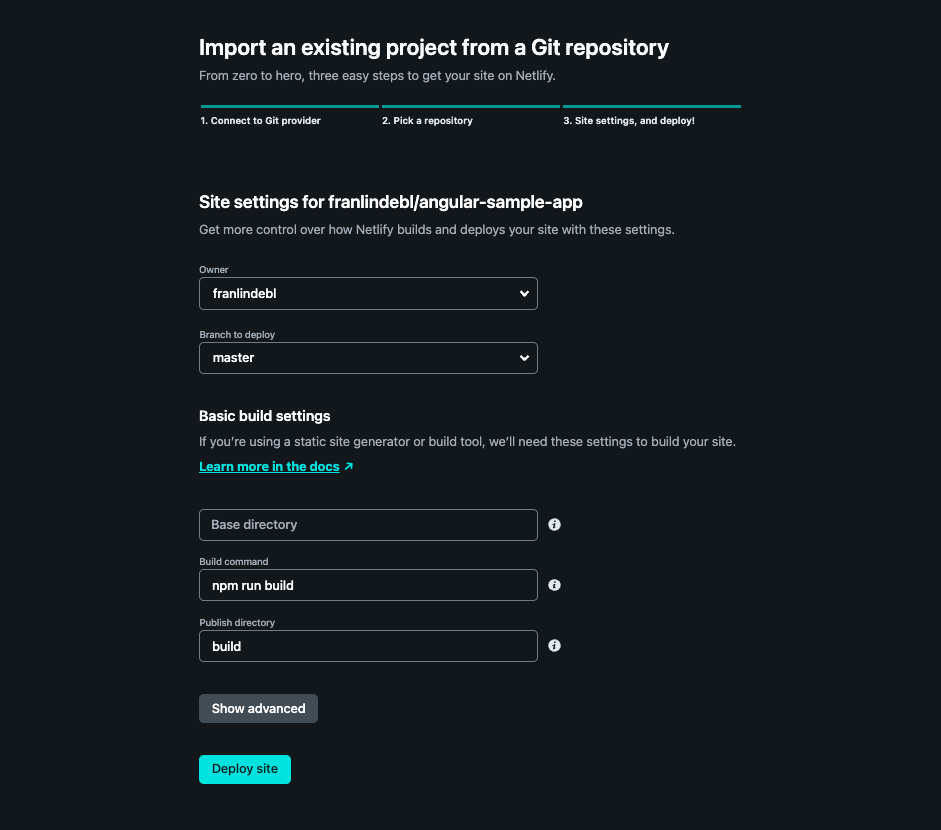 Import an existing project from a Git repository
From zero to hero, three easy steps to get your site on Netlify.
1. Connect to Git provider
2. Pick a repository
3. Site settings, and deploy!
Site settings for franlindebl/angular-sample-app
Get more control over how Netlify builds and deploys your site with these settings.
Owner
franlindebl
Branch to deploy
master
Basic build settings
If you’re using a static site generator or build tool, we’ll need these settings to build your site.
Learn more in the docs
Base directory
Build command
npm run build
Publish directory
build
Show advanced
Deploy site